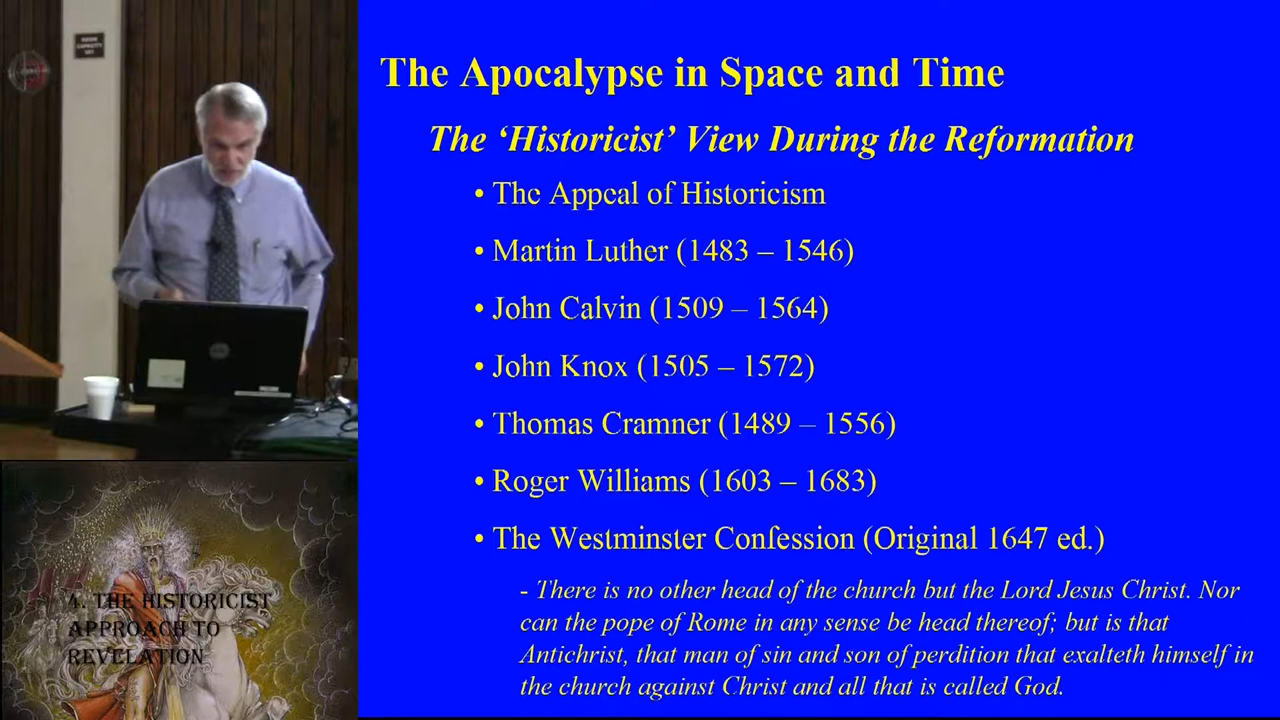 The Apocalypse in Space and Time
The ‘Historicist’ View During the Reformation
• The Appeal of Historicism
• Martin Luther (1483 – 1546)
• John Calvin (1509 – 1564)
• John Knox (1505 – 1572)
• Thomas Cramner (1489 – 1556)
• Roger Williams (1603 – 1683)
• The Westminster Confession (Original 1647 ed.)
- There is no other head of the church but the Lord Jesus Christ. Nor
can the pope of Rome in any sense be head thereof; but is that
Antichrist, that man of sin and son of perdition that exalteth himself in
the church against Christ and all that is called God.
4. THE HISTORICIST
APPROACH TO
REVELATION